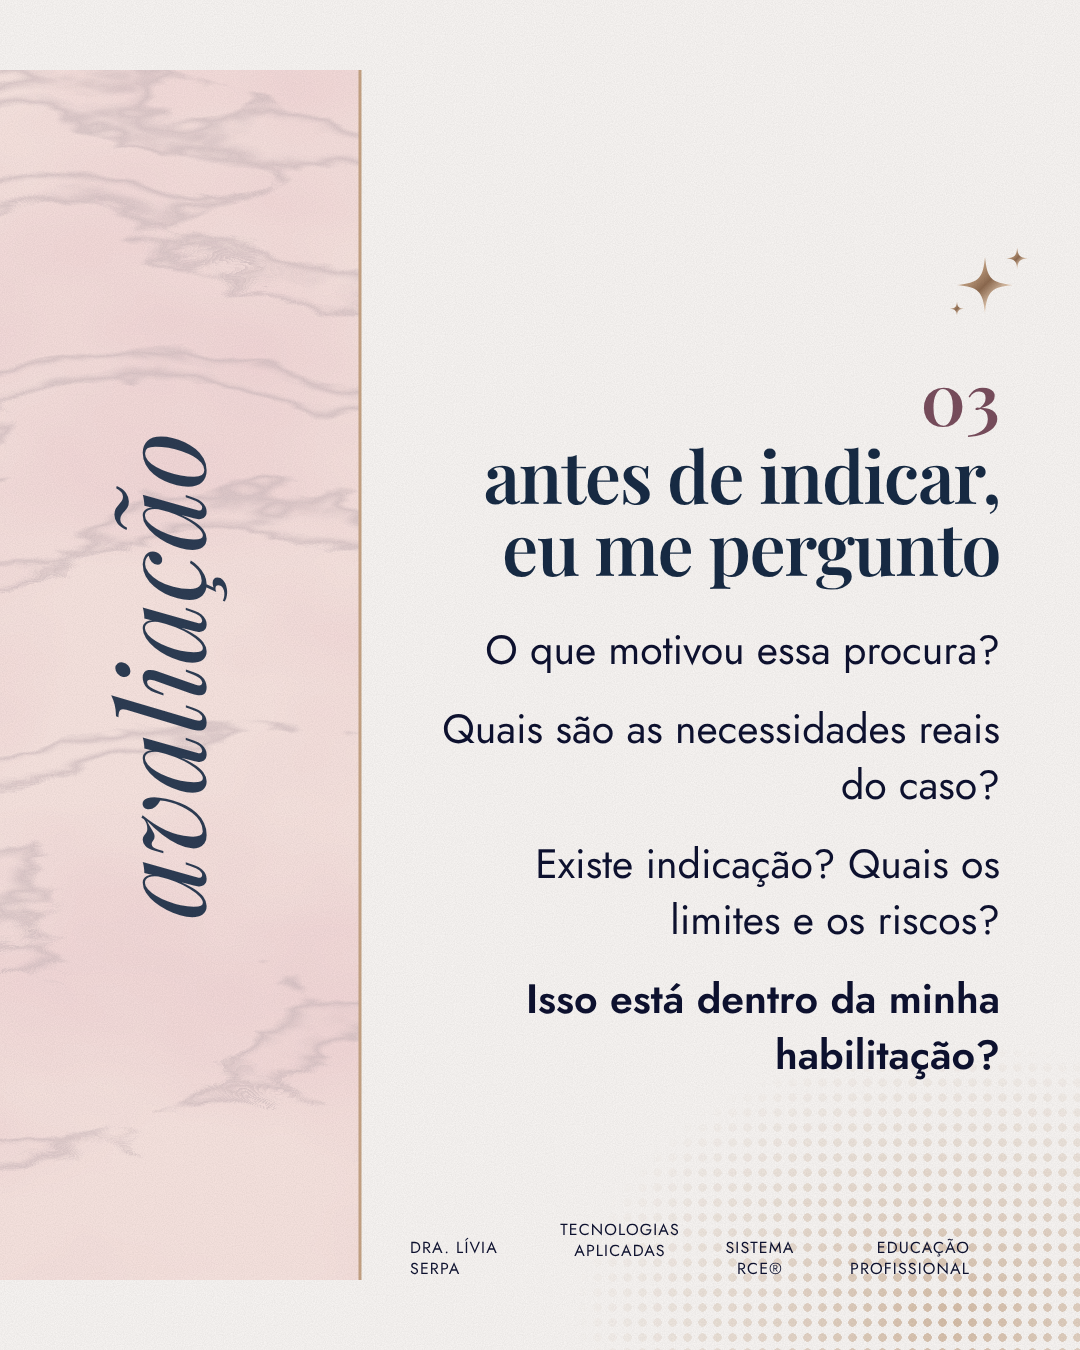 avaliação
03
antes de indicar,
eu me pergunto
O que motivou essa procura?
Quais são as necessidades reais
do caso?
Existe indicação? Quais os
limites e os riscos?
Isso está dentro da minha
habilitação?
DRA. LÍVIA
SERPA
TECNOLOGIAS
APLICADAS
SISTEMA
RCE®
EDUCAÇÃO
PROFISSIONAL